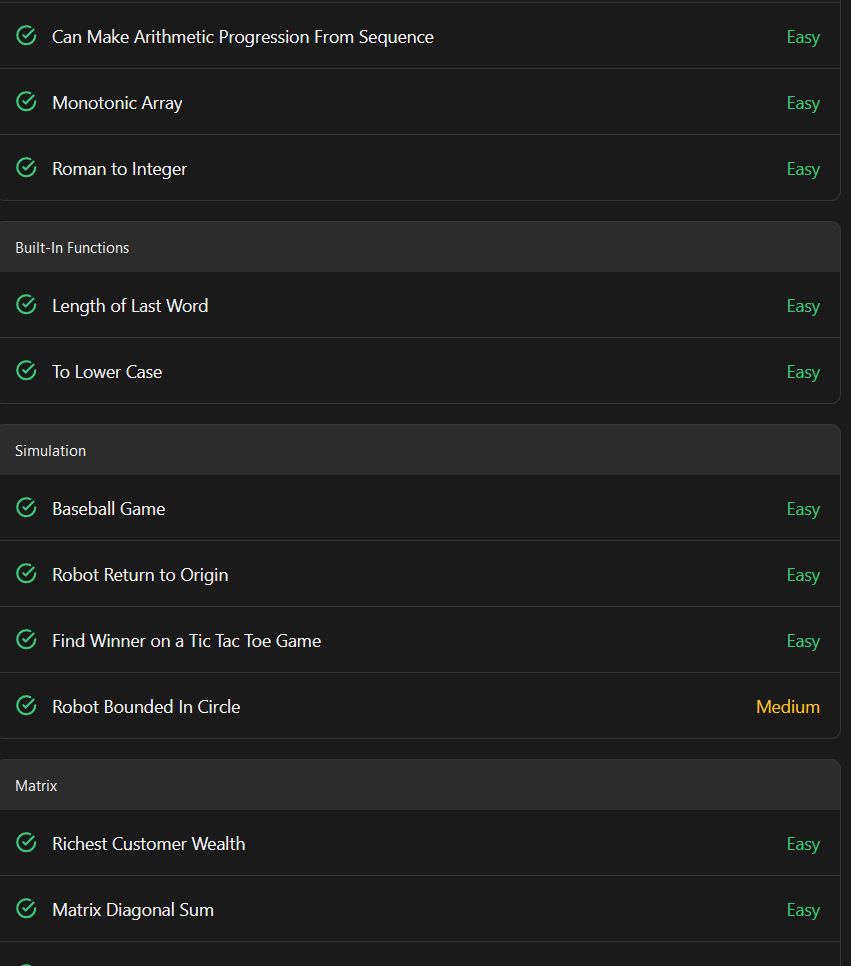 Can Make Arithmetic Progression From Sequence Easy
Monotonic Array Easy
Roman to Integer Easy
Built-In Functions
Length of Last Word Easy
To Lower Case Easy
Simulation
Baseball Game Easy
Robot Return to Origin Easy
Find Winner on a Tic Tac Toe Game Easy
Robot Bounded In Circle Medium
Matrix
Richest Customer Wealth Easy
Matrix Diagonal Sum Easy